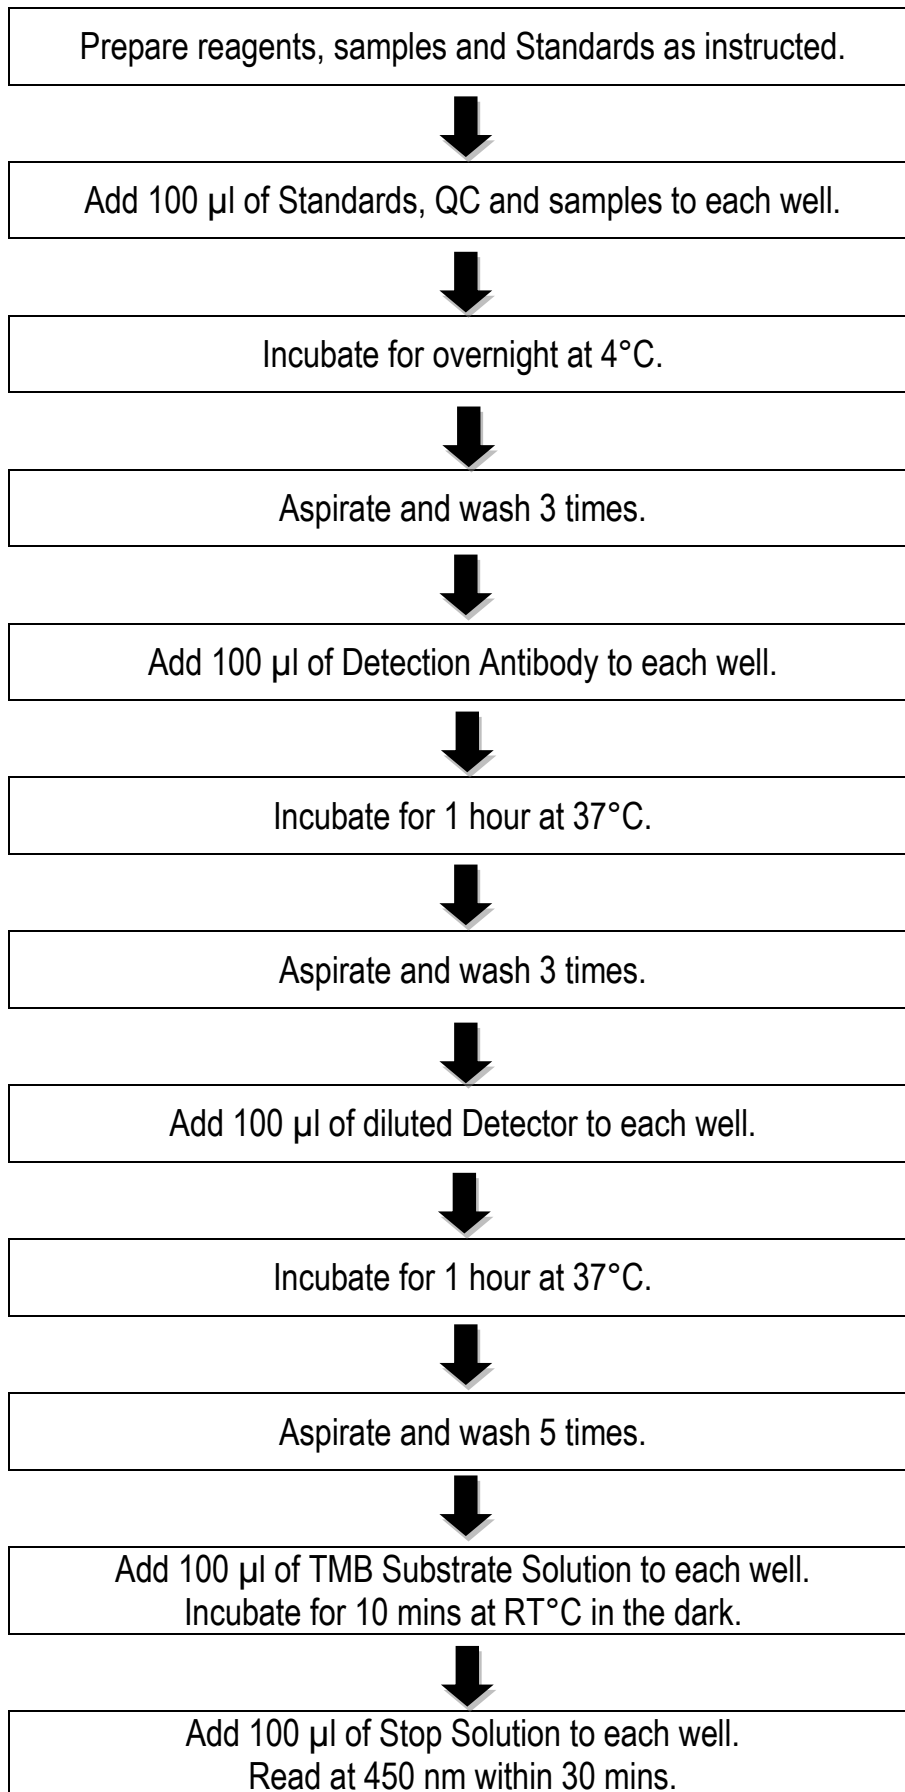 Prepare reagents, samples and Standards as instructed.
Add 100 µl of Standards, QC and samples to each well.
Incubate for overnight at 4°C.
Aspirate and wash 3 times.
Add 100 µl of Detection Antibody to each well.
Incubate for 1 hour at 37°C.
Aspirate and wash 3 times.
Add 100 µl of diluted Detector to each well.
Incubate for 1 hour at 37°C.
Aspirate and wash 5 times.
Add 100 µl of TMB Substrate Solution to each well.
Incubate for 10 mins at RT°C in the dark.
Add 100 µl of Stop Solution to each well.
Read at 450 nm within 30 mins.